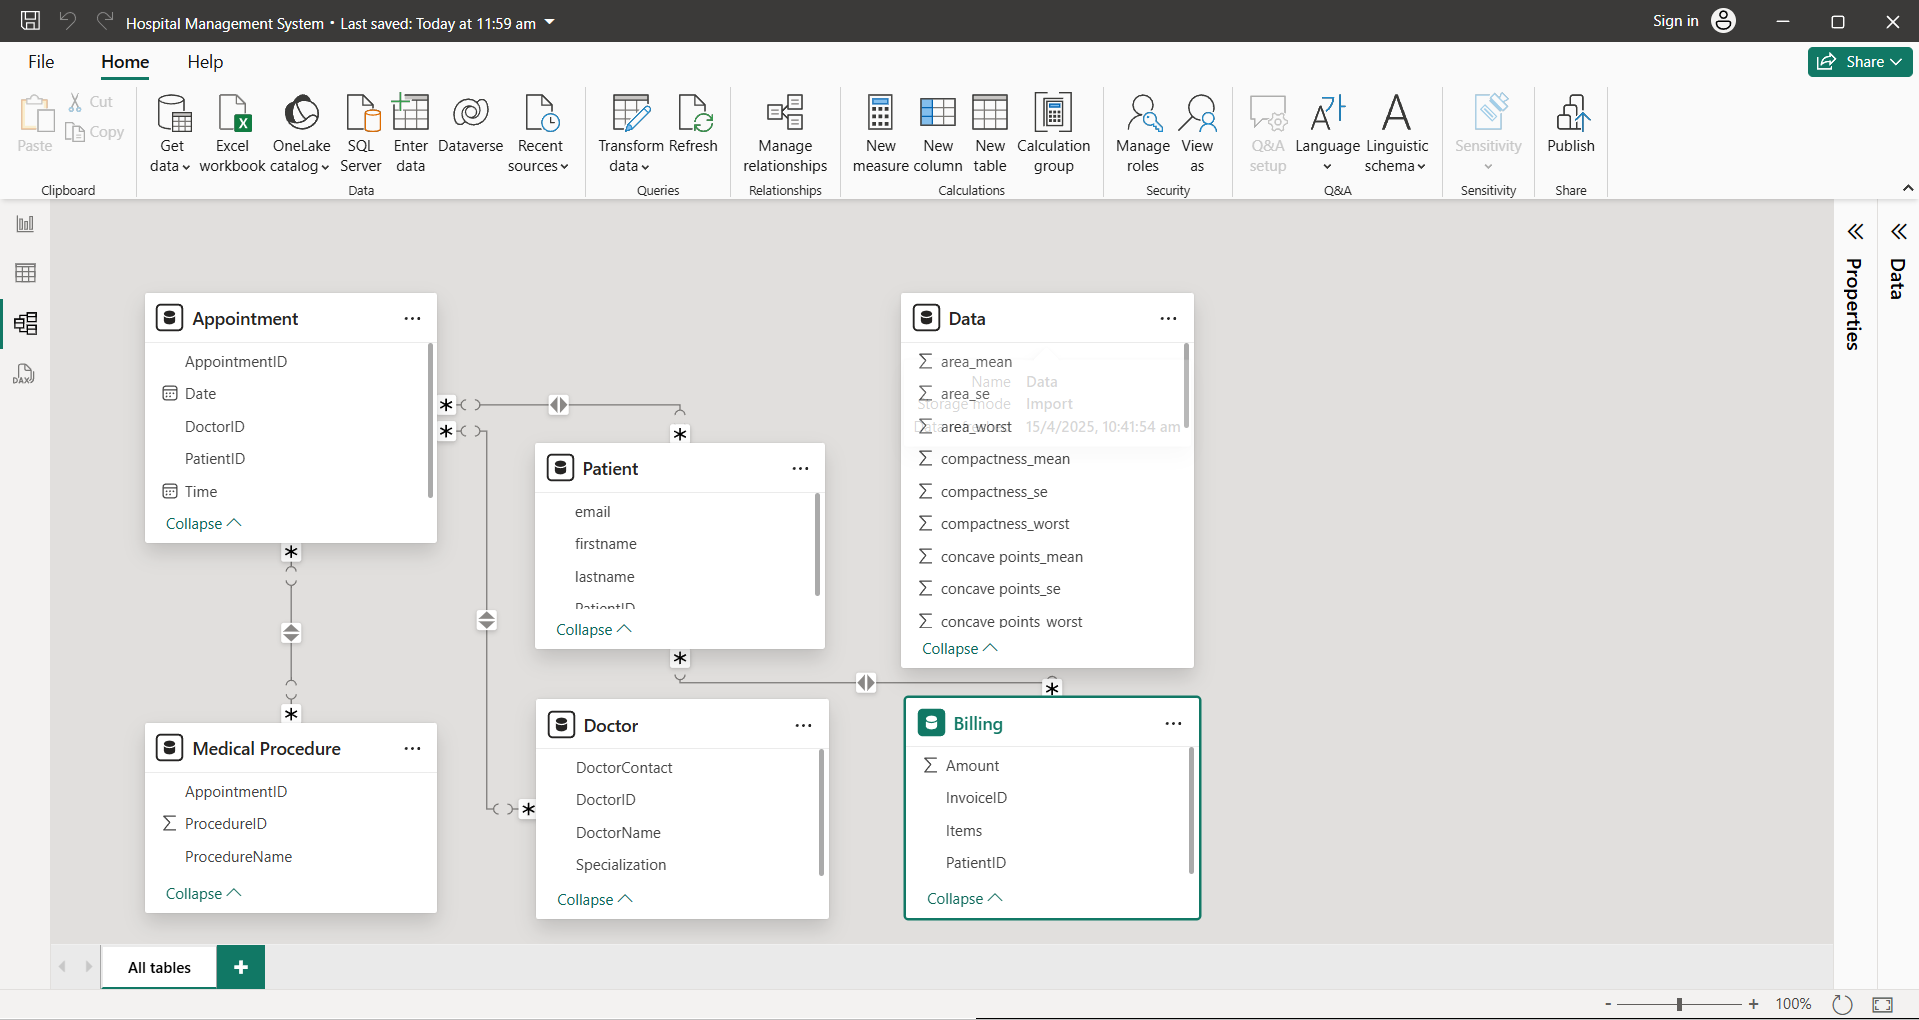 Hospital Management System • Last saved: Today at 11:59 am
Sign in
File
Home
Help
Share
Paste
Cut
Copy
Clipboard
Get data
Excel workbook
OneLake catalog
SQL Server
Enter data
Dataverse
Recent sources
Data
Transform data
Refresh
Queries
Manage relationships
Relationships
New measure
New column
New table
Calculation group
Calculations
Manage roles
View as
Security
Q&A setup
Language
Linguistic schema
Q&A
Sensitivity
Sensitivity
Publish
Share
DAX
Appointment
AppointmentID
Date
DoctorID
PatientID
Time
Collapse
Medical Procedure
AppointmentID
ProcedureID
ProcedureName
Collapse
Patient
email
firstname
lastname
PatientID
Collapse
Doctor
DoctorContact
DoctorID
DoctorName
Specialization
Collapse
Data
area_mean
Name Data
area_se
Storage mode Import
area_worst
15/4/2025, 10:41:54 am
compactness_mean
compactness_se
compactness_worst
concave points_mean
concave points_se
concave points_worst
Collapse
Billing
Amount
InvoiceID
Items
PatientID
Collapse
Properties
Data
All tables
+
- + 100%